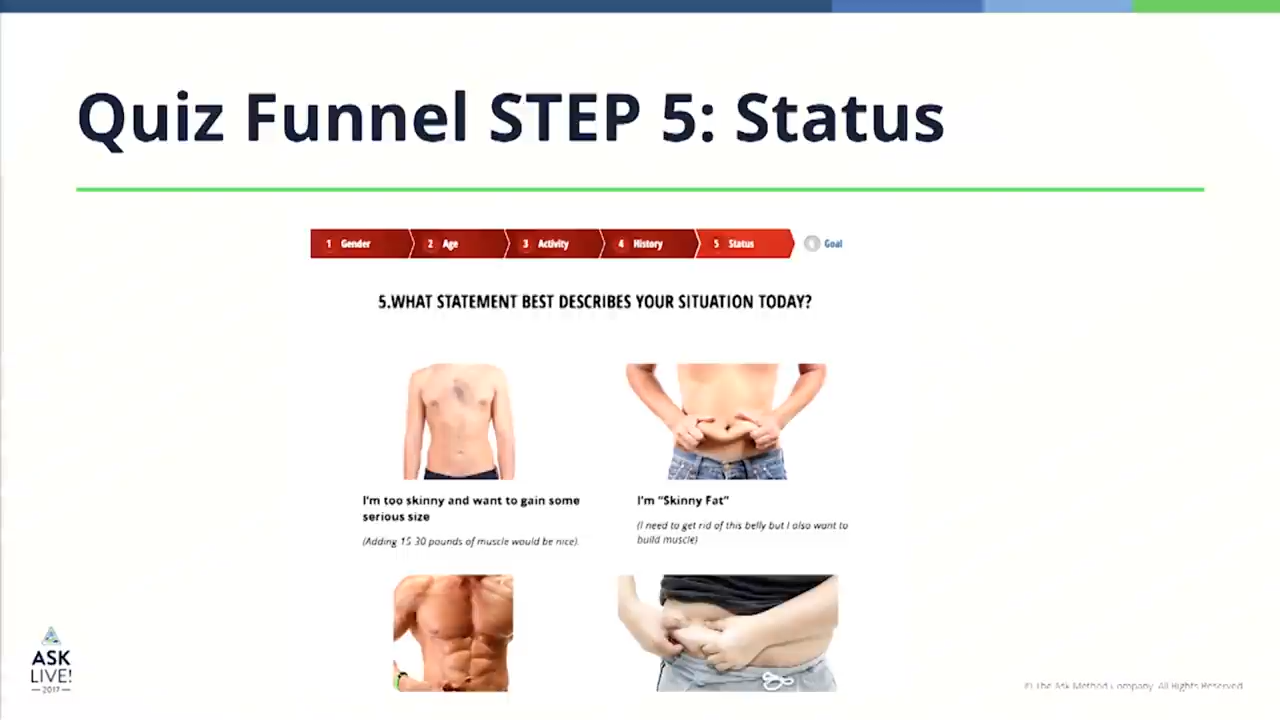 Quiz Funnel STEP 5: Status
1 Gender 2 Age 3 Activity 4 History 5 Status Goal
5.WHAT STATEMENT BEST DESCRIBES YOUR SITUATION TODAY?
I'm too skinny and want to gain some
serious size
(Adding 15 30 pounds of muscle would be nice).
I'm "Skinny Fat"
(I need to get rid of this belly but I also want to
build muscle)
ASK
LIVE!
2017
© The Ask Method Company. All Rights Reserved.